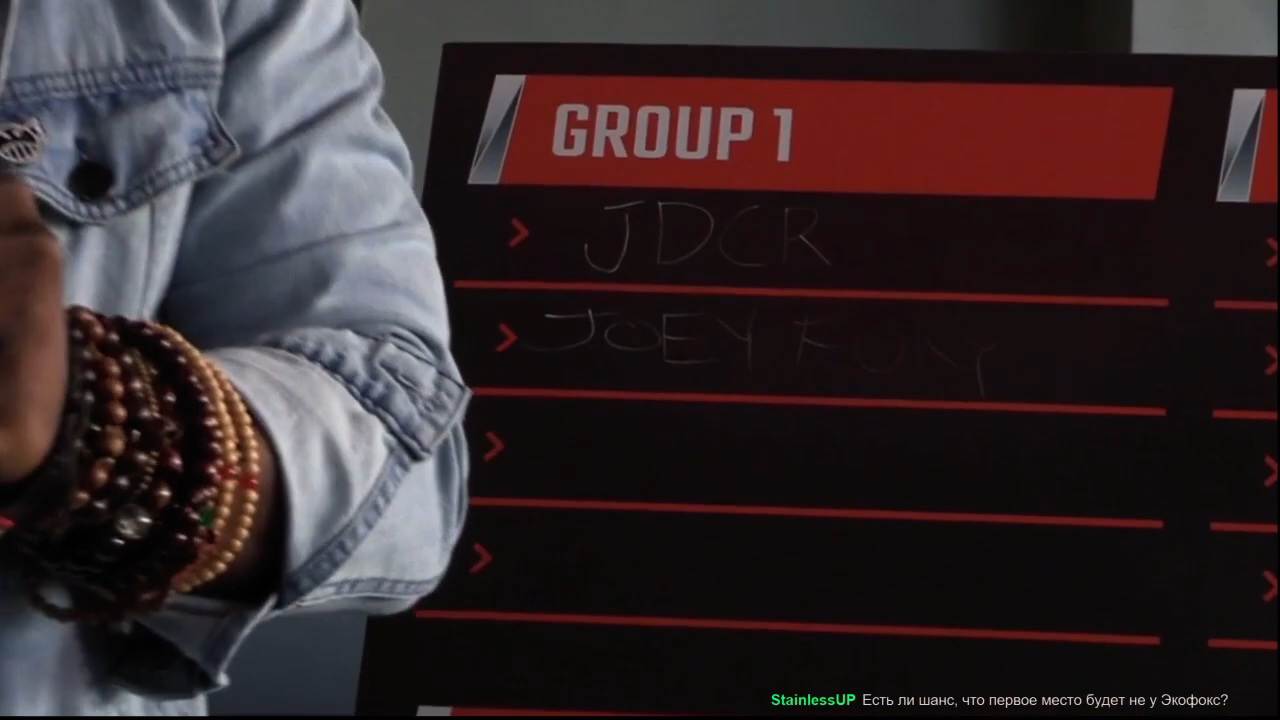 GROUP 1
JDCR
JOEY FURY
StainlessUP Есть ли шанс, что первое место будет не у Экофокс?